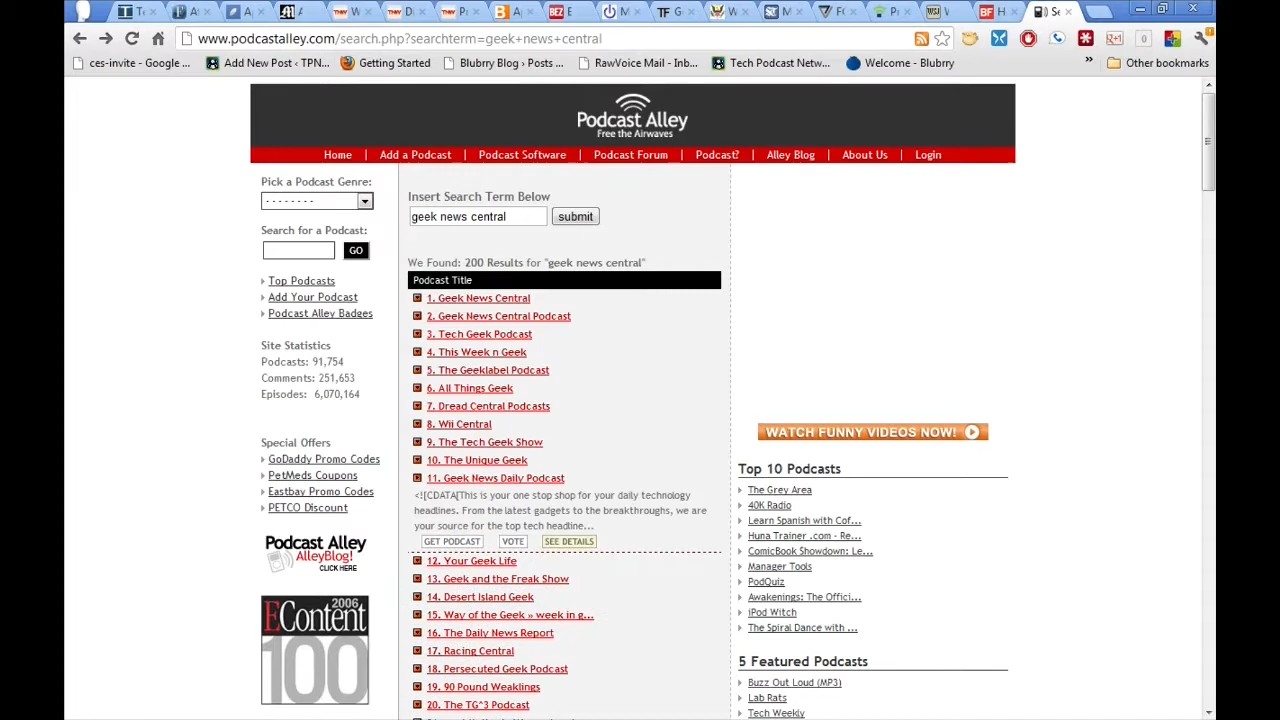 www.podcastalley.com/search.php?searchterm=geek+news+central
ces-invite - Google ...
Add New Post ‹ TPN...
Getting Started
Blubrry Blog › Posts ...
RawVoice Mail - Inb...
Tech Podcast Netw...
Welcome - Blubrry
»
Other bookmarks
Podcast Alley
Free the Airwaves
Home | Add a Podcast | Podcast Software | Podcast Forum | Podcast? | Alley Blog | About Us | Login
Pick a Podcast Genre:
- - - - - - - -
Search for a Podcast:
GO
Top Podcasts
Add Your Podcast
Podcast Alley Badges
Site Statistics
Podcasts: 91,754
Comments: 251,653
Episodes: 6,070,164
Special Offers
GoDaddy Promo Codes
PetMeds Coupons
Eastbay Promo Codes
PETCO Discount
Podcast Alley
AlleyBlog!
CLICK HERE
EContent
2006
100
Insert Search Term Below
geek news central
submit
We Found: 200 Results for "geek news central"
Podcast Title
1. Geek News Central
2. Geek News Central Podcast
3. Tech Geek Podcast
4. This Week n Geek
5. The Geeklabel Podcast
6. All Things Geek
7. Dread Central Podcasts
8. Wii Central
9. The Tech Geek Show
10. The Unique Geek
11. Geek News Daily Podcast
<![CDATA[This is your one stop shop for your daily technology
headlines. From the latest gadgets to the breakthroughs, we are
your source for the top tech headline...
GET PODCAST
VOTE
SEE DETAILS
12. Your Geek Life
13. Geek and the Freak Show
14. Desert Island Geek
15. Way of the Geek » week in g...
16. The Daily News Report
17. Racing Central
18. Persecuted Geek Podcast
19. 90 Pound Weaklings
20. The TG^3 Podcast
WATCH FUNNY VIDEOS NOW!
Top 10 Podcasts
The Grey Area
40K Radio
Learn Spanish with Cof...
Huna Trainer .com - Re...
ComicBook Showdown: Le...
Manager Tools
PodQuiz
Awakenings: The Offici...
iPod Witch
The Spiral Dance with ...
5 Featured Podcasts
Buzz Out Loud (MP3)
Lab Rats
Tech Weekly